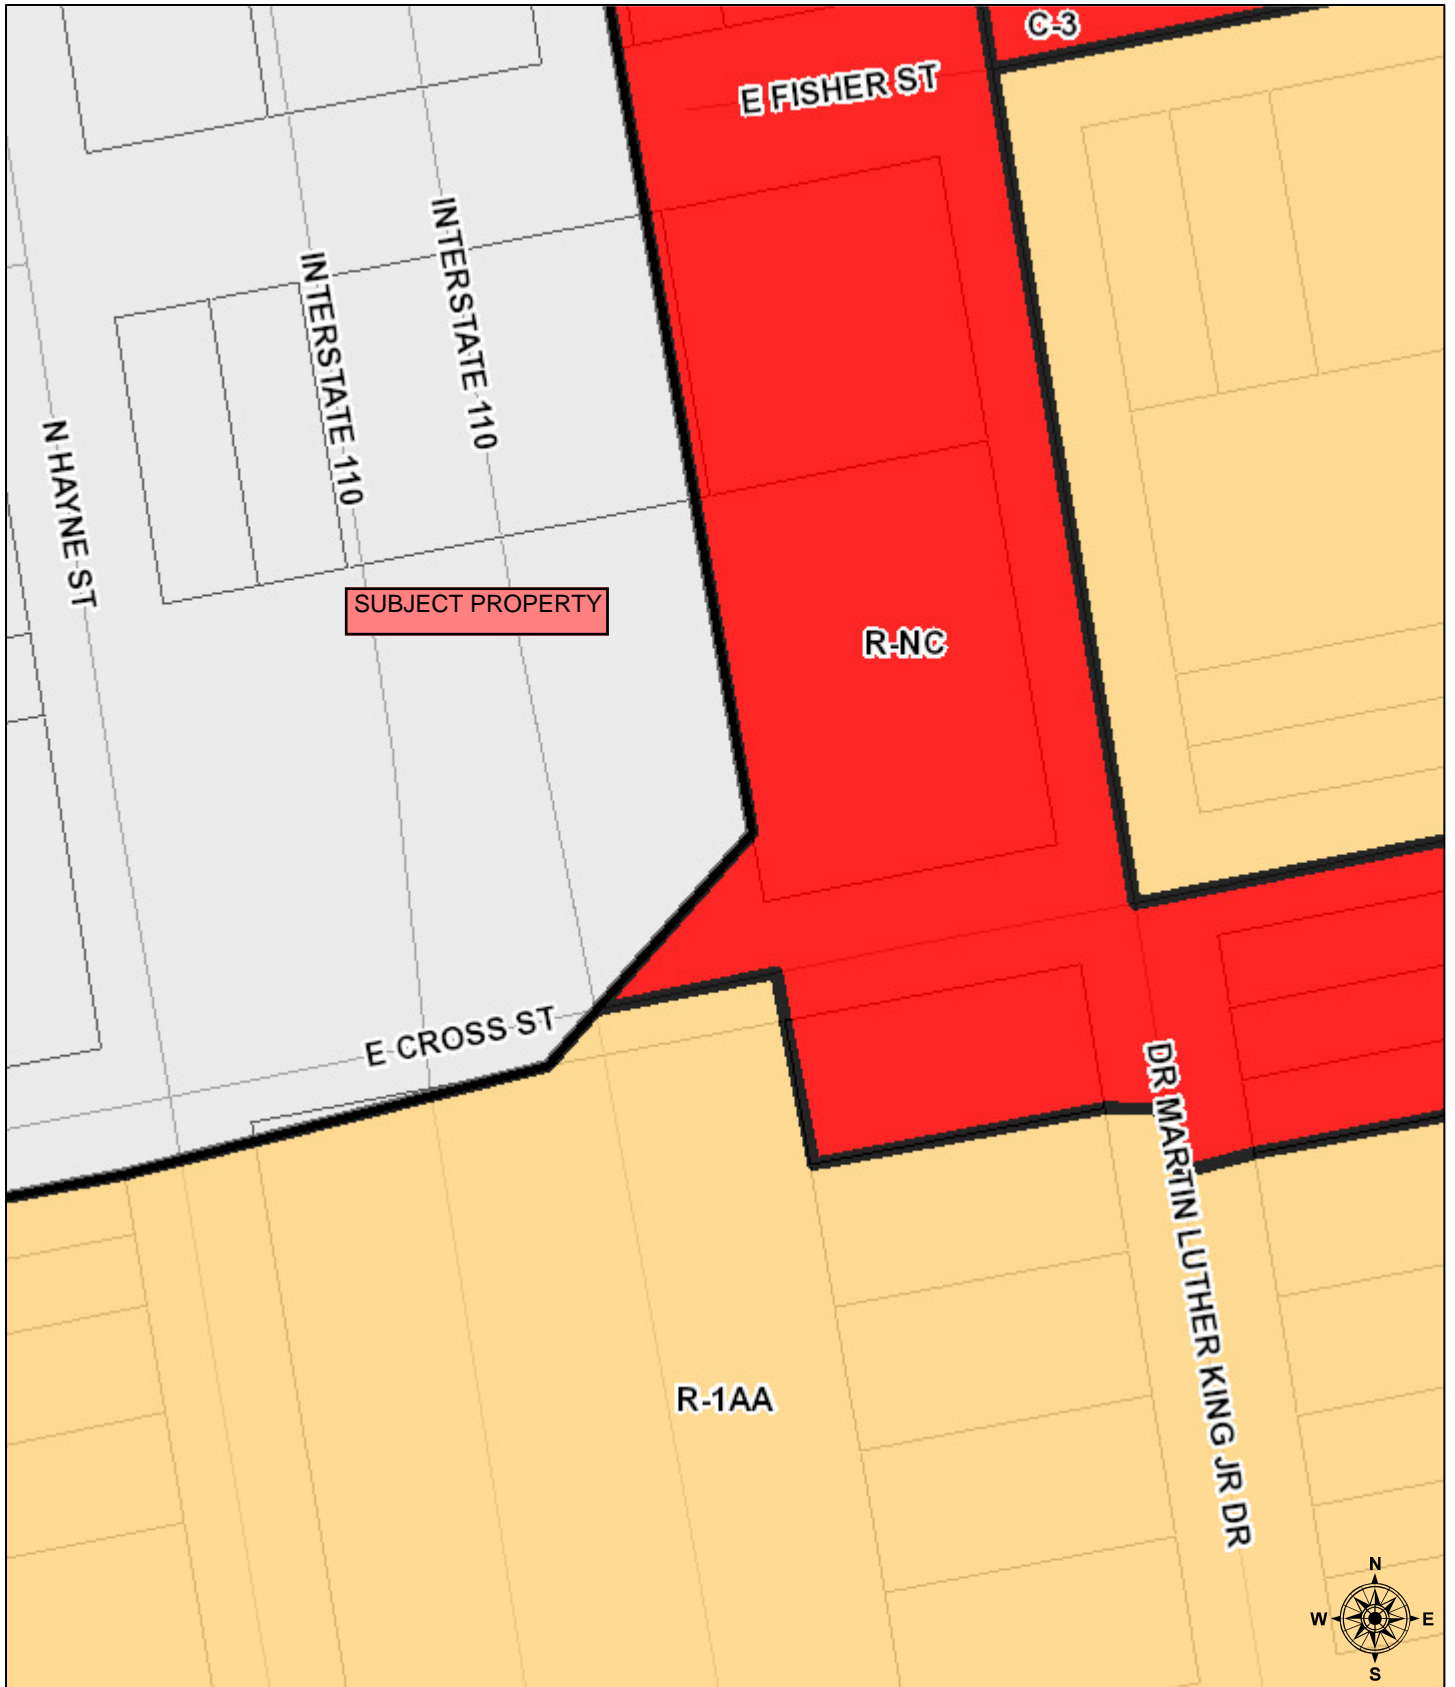 C-3
E FISHER ST
INTERSTATE 110
INTERSTATE 110
N HAYNE ST
SUBJECT PROPERTY
R-NC
E CROSS ST
DR MARTIN LUTHER KING JR DR
R-1AA
N
W E
S